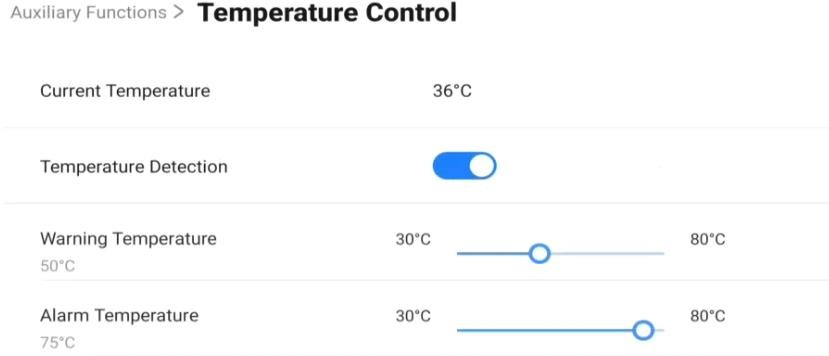 Auxiliary Functions > Temperature Control
Current Temperature 36°C
Temperature Detection
Warning Temperature 30°C 80°C
50°C
Alarm Temperature 30°C 80°C
75°C